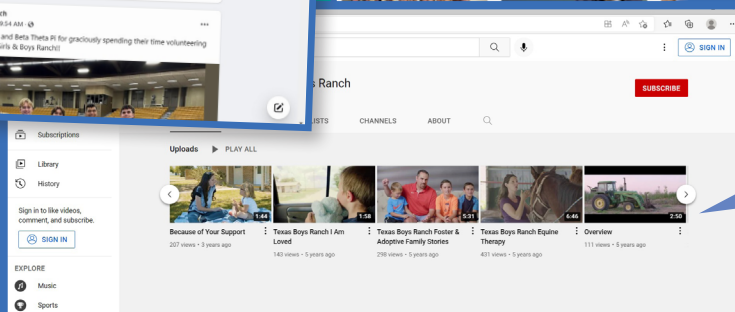 9:54 AM ·
and Beta Theta Pi for graciously spending their time volunteering
Girls & Boys Ranch!!
SIGN IN
s Ranch
SUBSCRIBE
CHANNELS
ABOUT
Subscriptions
Library
History
Sign in to like videos,
comment, and subscribe.
SIGN IN
EXPLORE
Music
Sports
Uploads
PLAY ALL
1:44
Because of Your Support
207 views • 3 years ago
1:58
Texas Boys Ranch I Am
Loved
143 views • 5 years ago
5:31
Texas Boys Ranch Foster &
Adoptive Family Stories
298 views • 5 years ago
6:46
Texas Boys Ranch Equine
Therapy
431 views • 5 years ago
2:50
Overview
111 views • 5 years ago